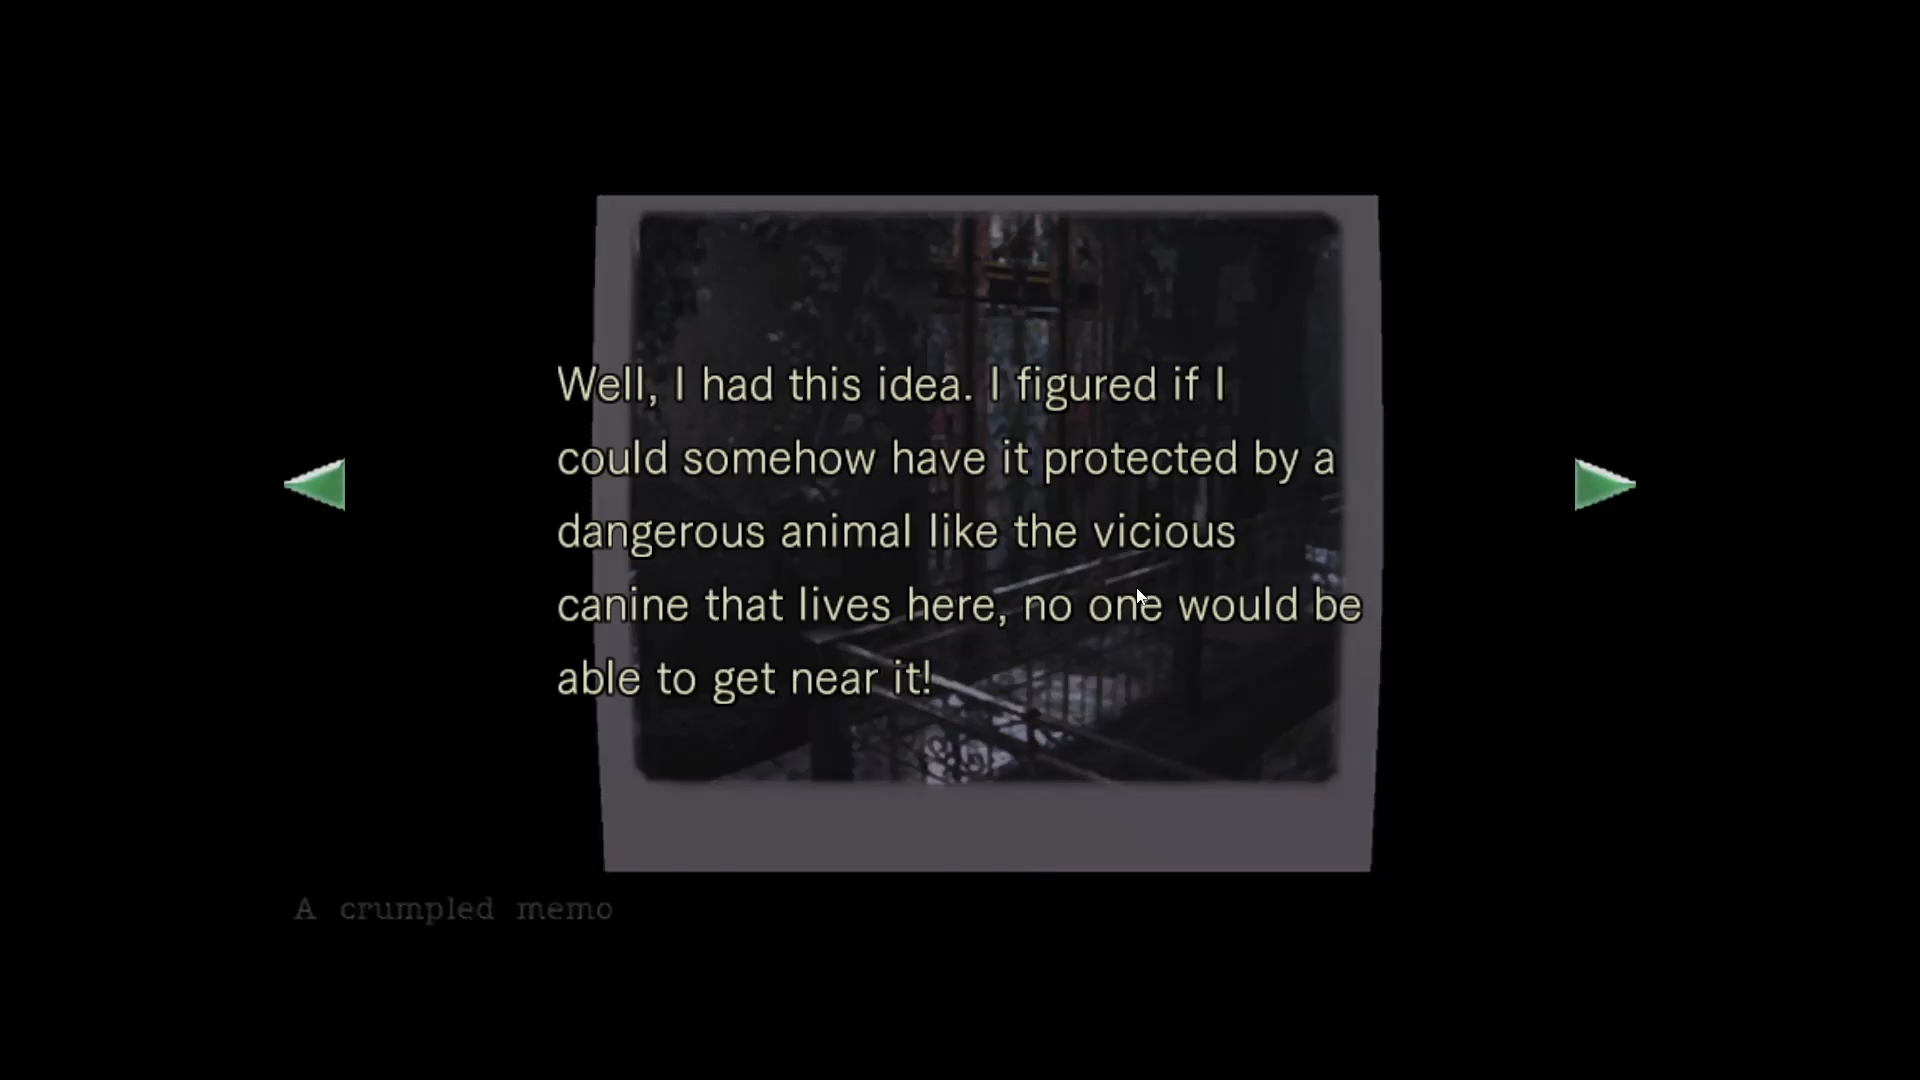 Well, I had this idea. I figured if I
could somehow have it protected by a
dangerous animal like the vicious
canine that lives here, no one would be
able to get near it!
A crumpled memo